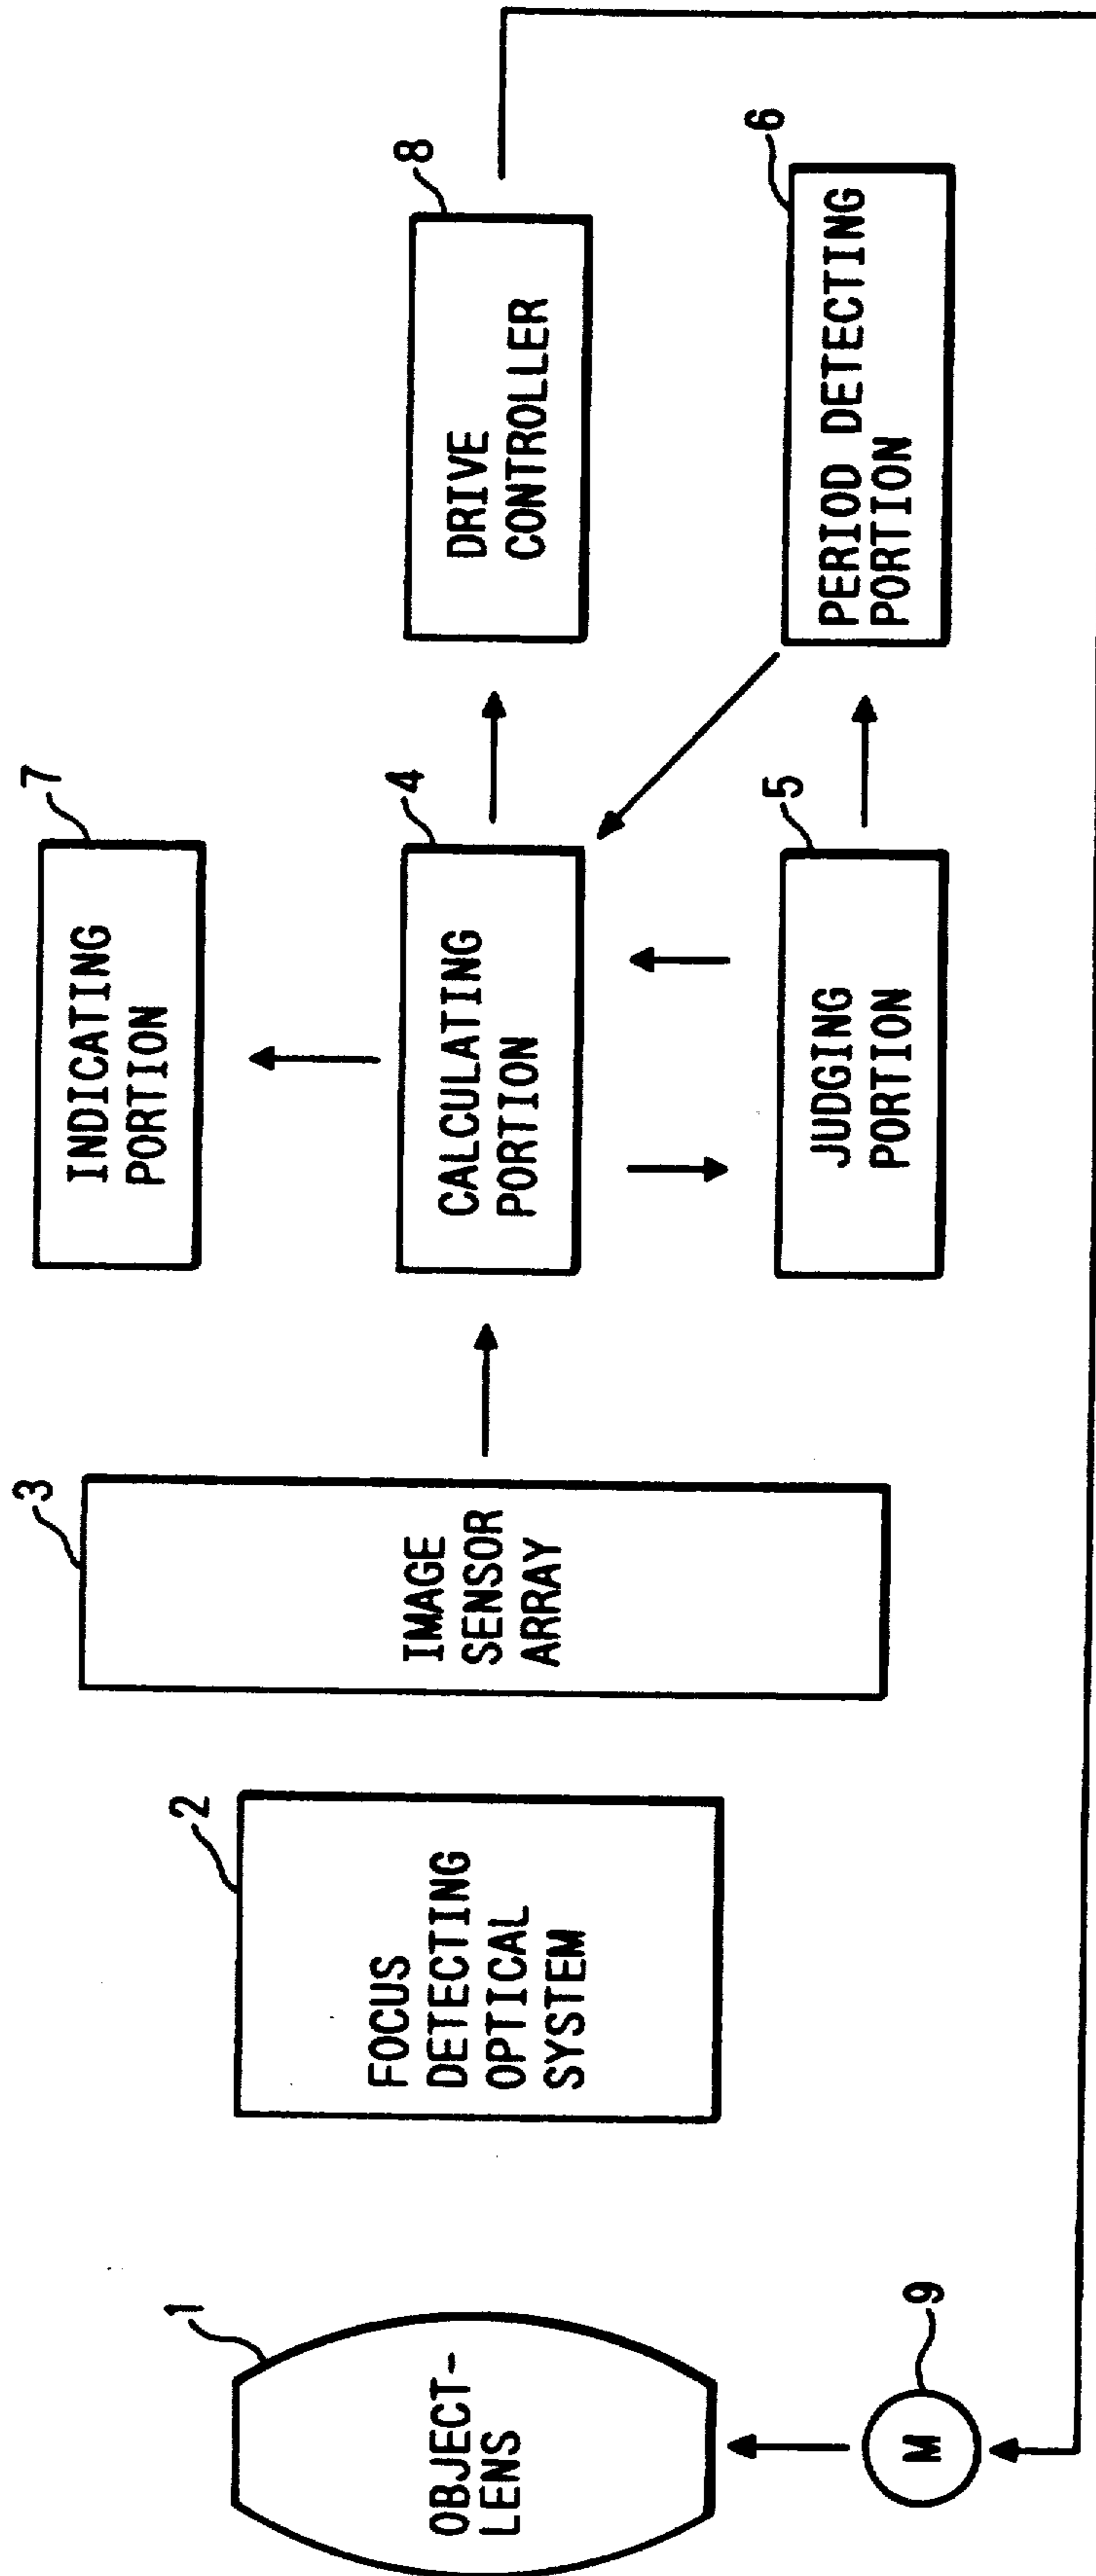 1
OBJECT-
LENS
2
FOCUS
DETECTING
OPTICAL
SYSTEM
3
IMAGE
SENSOR
ARRAY
7
INDICATING
PORTION
4
CALCULATING
PORTION
5
JUDGING
PORTION
8
DRIVE
CONTROLLER
6
PERIOD DETECTING
PORTION
M
9